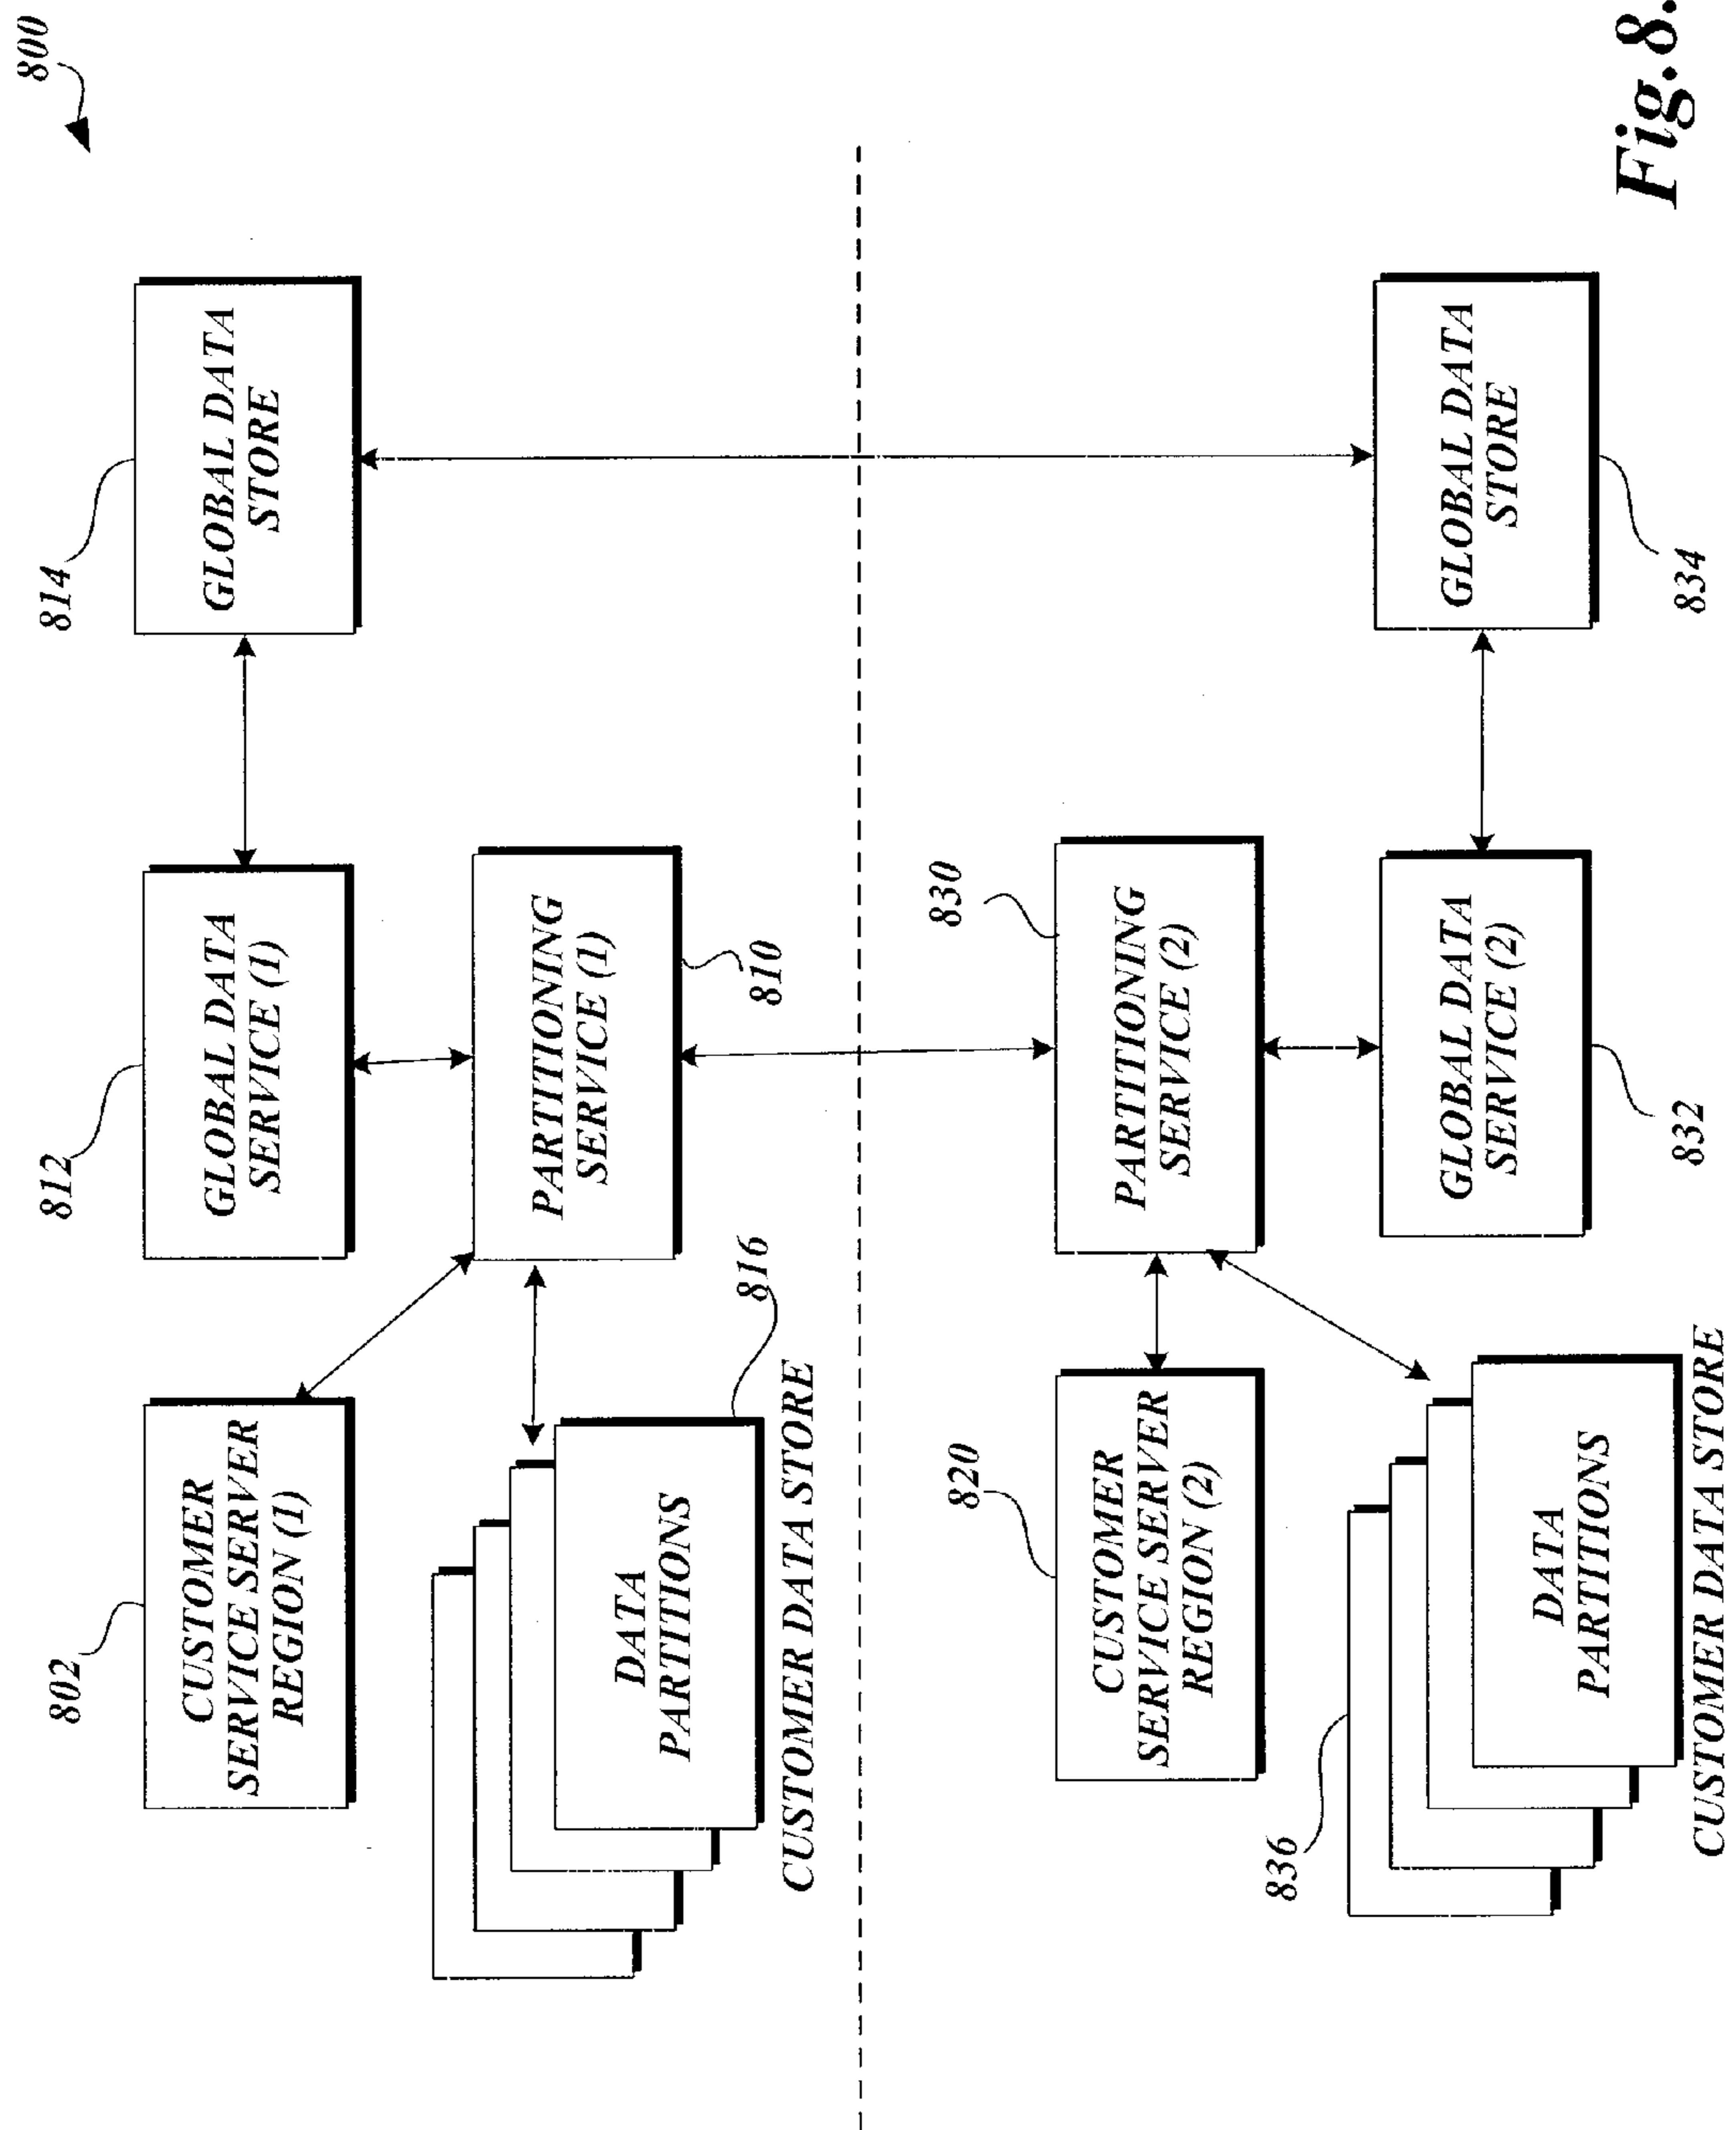 800
802
CUSTOMER
SERVICE SERVER
REGION (1)
812
GLOBAL DATA
SERVICE (1)
814
GLOBAL DATA
STORE
PARTITIONING
SERVICE (1)
810
816
DATA
PARTITIONS
CUSTOMER DATA STORE
820
CUSTOMER
SERVICE SERVER
REGION (2)
830
PARTITIONING
SERVICE (2)
836
DATA
PARTITIONS
CUSTOMER DATA STORE
GLOBAL DATA
SERVICE (2)
832
GLOBAL DATA
STORE
834
Fig.8.